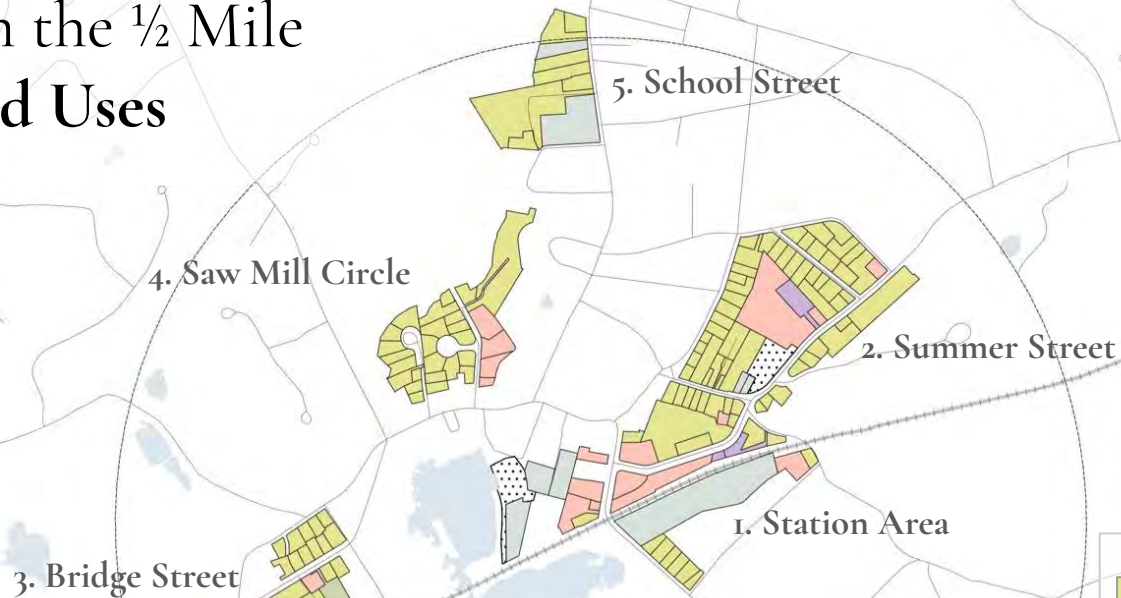 n the ½ Mile
d Uses
5. School Street
4. Saw Mill Circle
2. Summer Street
1. Station Area
3. Bridge Street